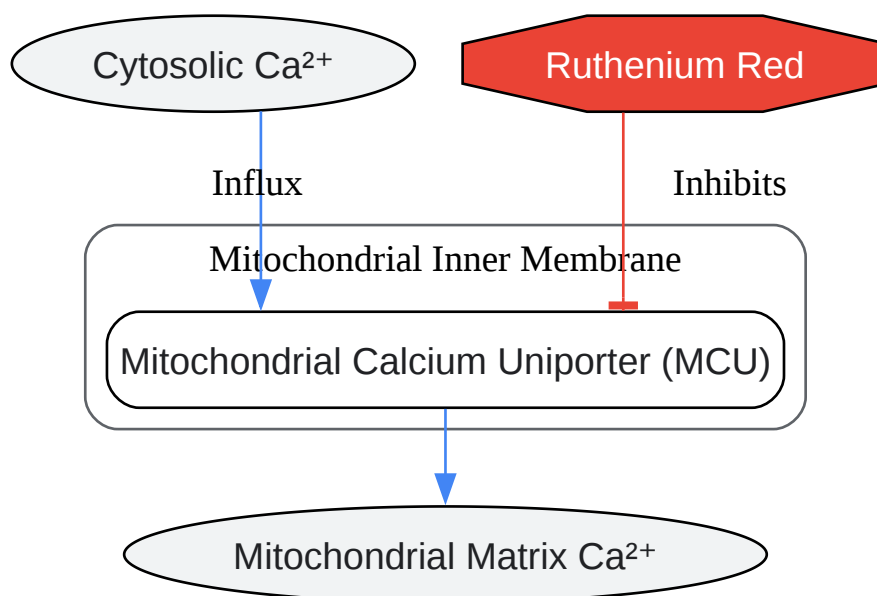 Cytosolic Ca²⁺
Ruthenium Red
Influx
Inhibits
Mitochondrial Inner Membrane
Mitochondrial Calcium Uniporter (MCU)
Mitochondrial Matrix Ca²⁺